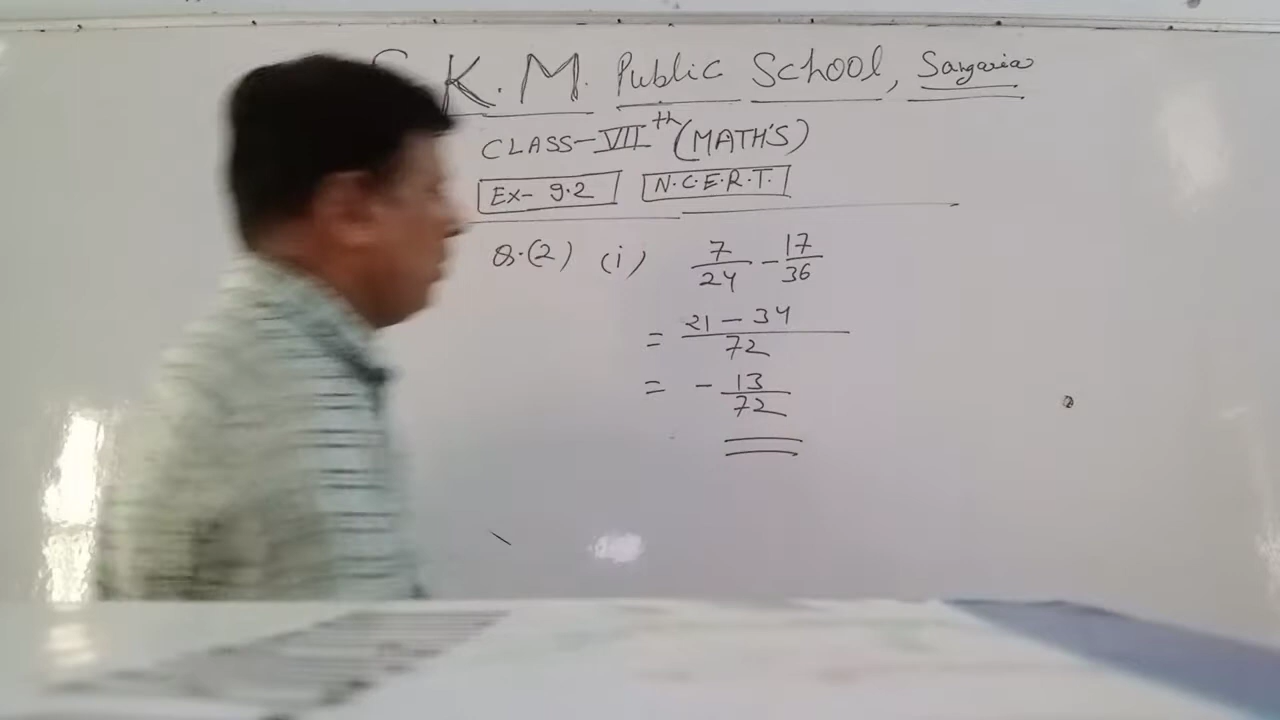 K.M. Public School, Sangaria
CLASS-VII th (MATH'S)
Ex- 9.2 N.C.E.R.T.
Q.(2) (i) 7/24 - 17/36
= 21 - 34/72
= - 13/72